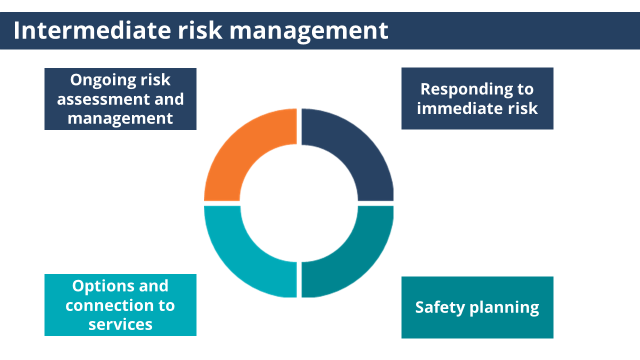 Intermediate risk management
Ongoing risk
assessment and
management
Responding to
immediate risk
Options and
connection to
services
Safety planning